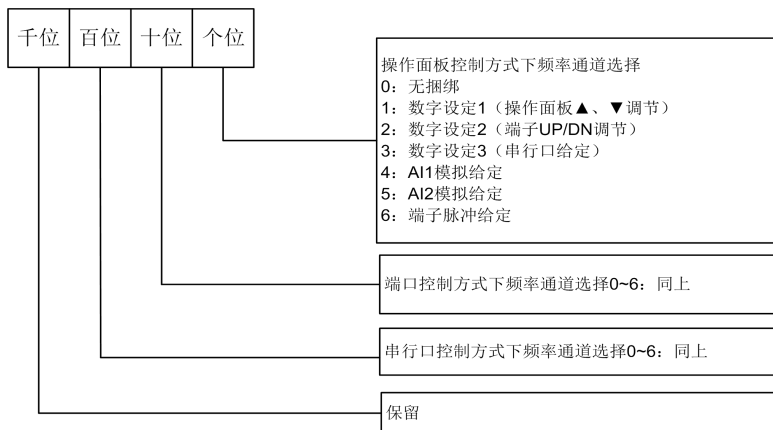 千位 百位 十位 个位
操作面板控制方式下频率通道选择
0：无捆绑
1：数字设定1（操作面板▲、▼调节）
2：数字设定2（端子UP/DN调节）
3：数字设定3（串行口给定）
4：AI1模拟给定
5：AI2模拟给定
6：端子脉冲给定
端口控制方式下频率通道选择0~6：同上
串行口控制方式下频率通道选择0~6：同上
保留